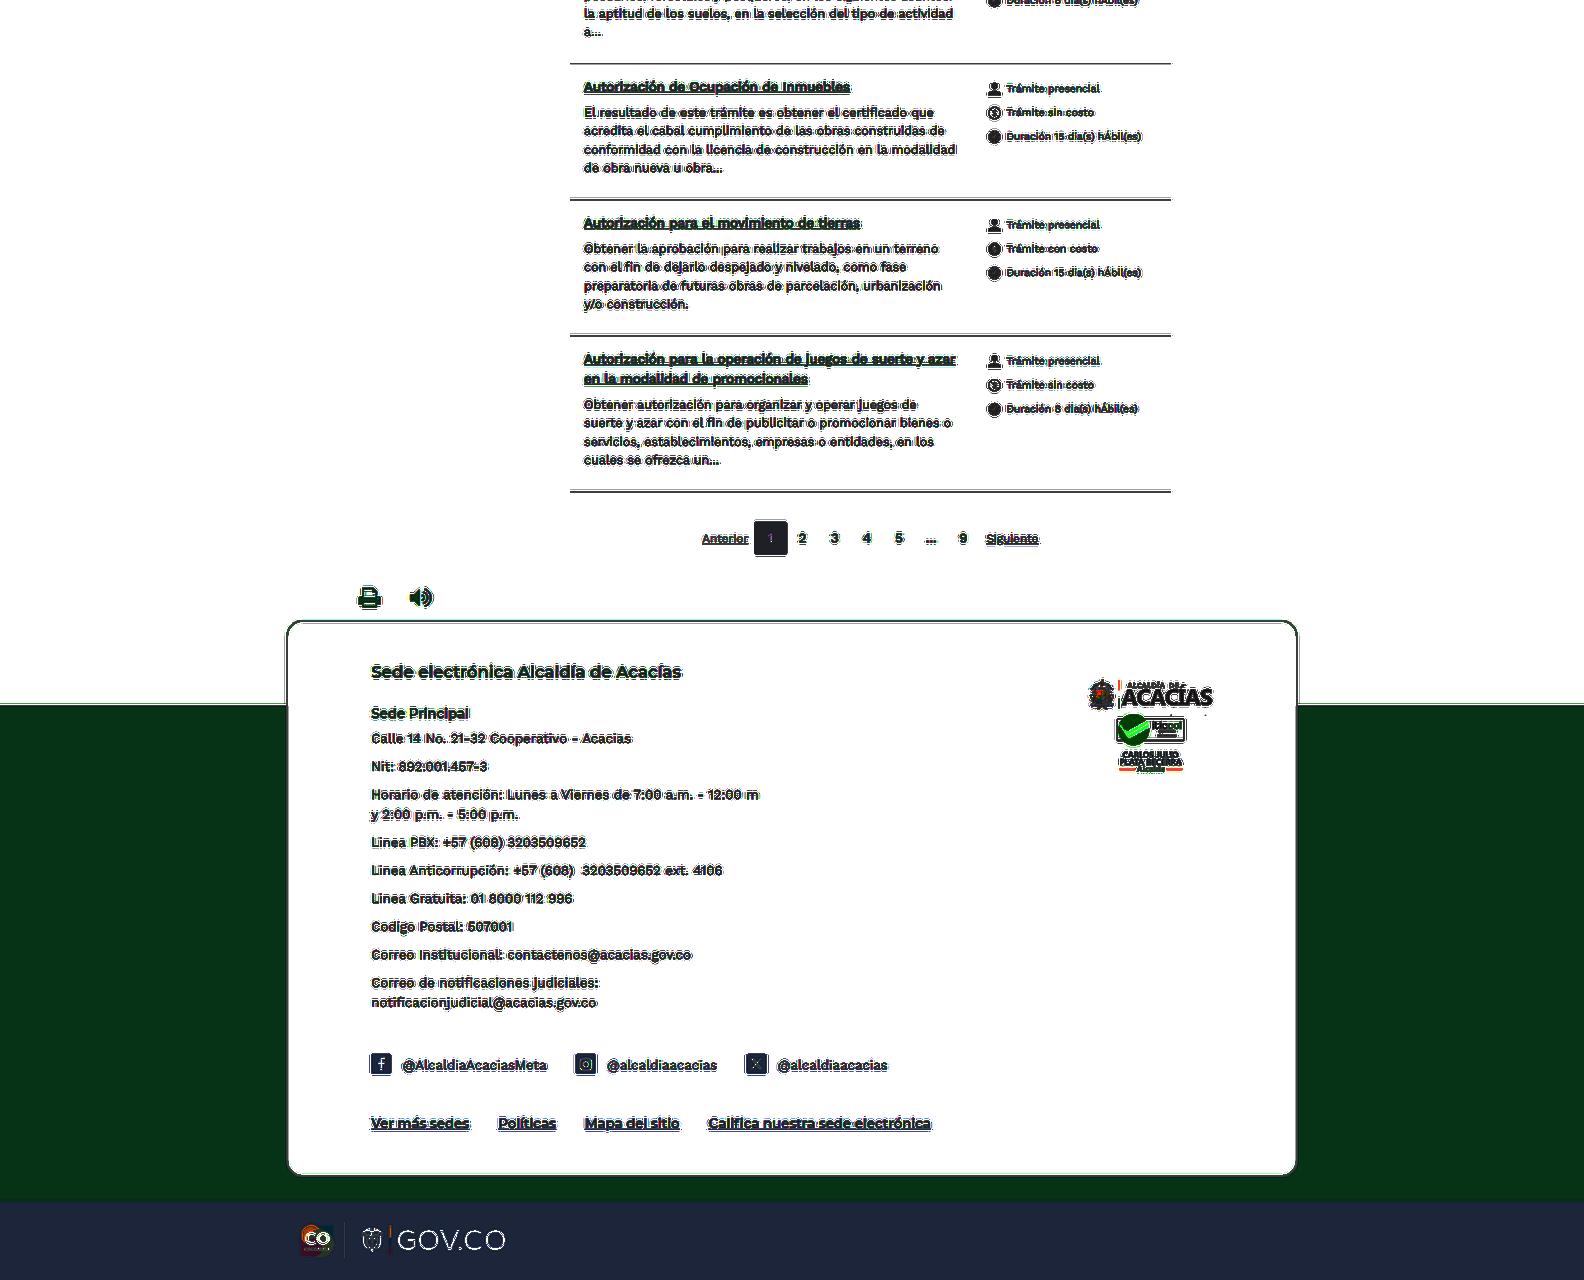 la aptitud de los suelos, en la selección del tipo de actividad
a...
Autorización de Ocupación de Inmuebles
El resultado de este trámite es obtener el certificado que
acredita el cabal cumplimiento de las obras construidas de
conformidad con la licencia de construcción en la modalidad
de obra nueva u obra...
Trámite presencial
Trámite sin costo
Duración 15 día(s) hÁbil(es)
Autorización para el movimiento de tierras
Obtener la aprobación para realizar trabajos en un terreno
con el fin de dejarlo despejado y nivelado, como fase
preparatoria de futuras obras de parcelación, urbanización
y/o construcción.
Trámite presencial
Trámite con costo
Duración 15 día(s) hÁbil(es)
Autorización para la operación de juegos de suerte y azar
en la modalidad de promocionales
Obtener autorización para organizar y operar juegos de
suerte y azar con el fin de publicitar o promocionar bienes o
servicios, establecimientos, empresas o entidades, en los
cuales se ofrezca un...
Trámite presencial
Trámite sin costo
Duración día(s) hÁbil(es)
Anterior 1 2 3 4 5 ... 9 Siguiente
Sede electrónica Alcaldía de Acacías
Sede Principal
Calle 14 No. 21-32 Cooperativo - Acacias
Nit: 892.001.457-3
Horario de atención: Lunes a Viernes de 7:00 a.m. - 12:00 m
y 2:00 p.m. - 5:00 p.m.
Linea PBX: +57 (608) 3203509652
Linea Anticorrupción: +57 (608) 3203509652 ext. 4106
Linea Gratuita: 01 8000 112 996
Codigo Postal: 507001
Correo Institucional: contactenos@acacias.gov.co
Correo de notificaciones judiciales:
notificacionjudicial@acacias.gov.co
ALCALDÍA DE
ACACÍAS
CARLOS JULIO
PLATA BECERRA
Alcalde
@AlcaldiaAcaciasMeta @alcaldiaacacias @alcaldiaacacias
Ver más sedes Políticas Mapa del sitio Califica nuestra sede electrónica
CO
GOV.CO